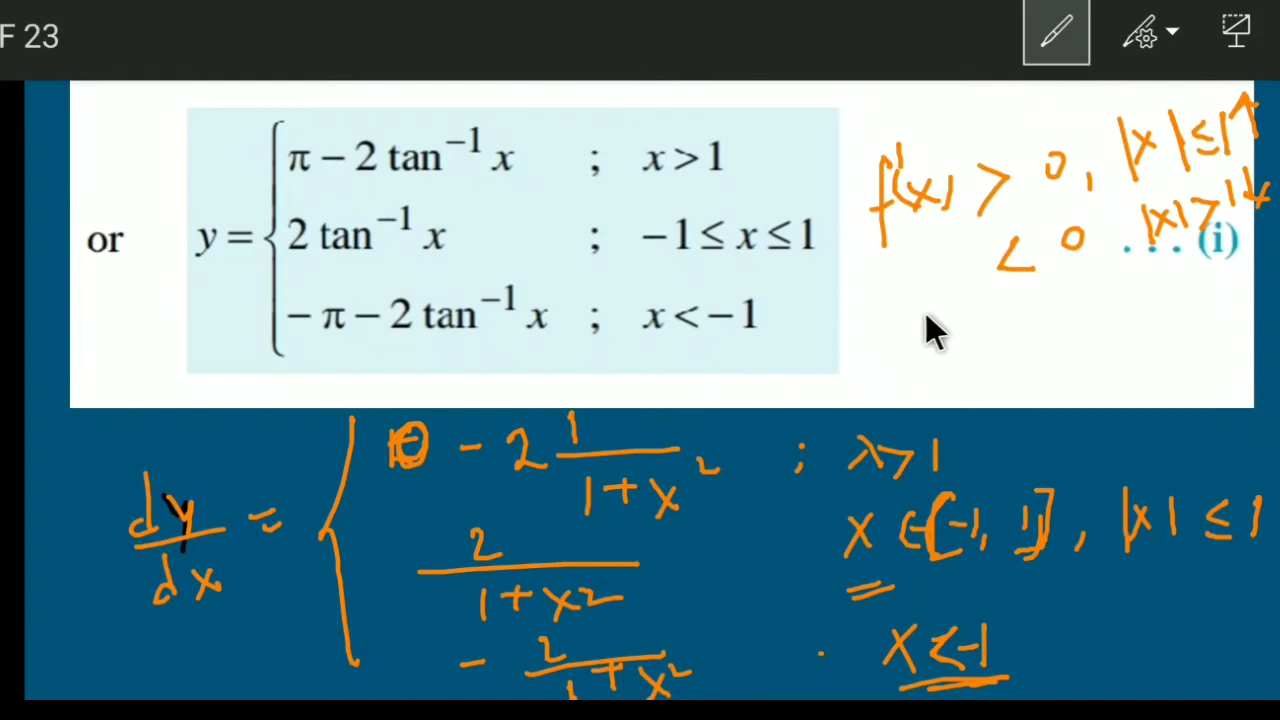 F 23
π − 2 tan⁻¹ x ; x > 1
or y = { 2 tan⁻¹ x ; −1 ≤ x ≤ 1 ... (i)
− π − 2 tan⁻¹ x ; x < −1
f'(x) > 0, |x| ≤ 1 ↑
< 0 |x| > 1 ↓
0 − 2 1/(1+x²) ; x > 1
dy/dx = { 2/(1+x²) x ∈ [−1, 1], |x| ≤ 1
− 2/(1+x²) . x < −1